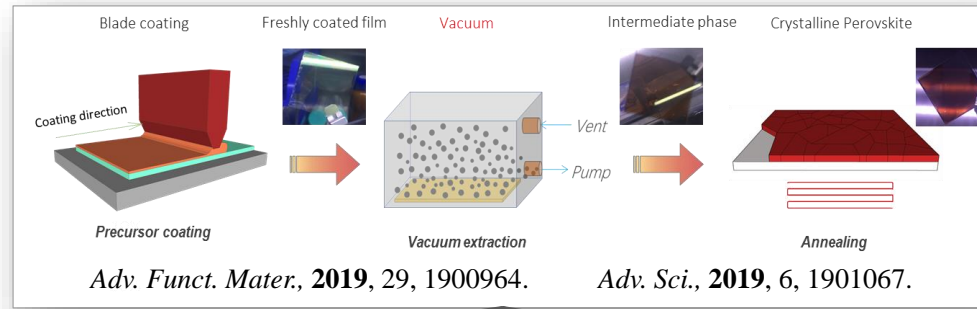 Blade coating Freshly coated film Vacuum Intermediate phase Crystalline Perovskite
Coating direction
Vent
Pump
Precursor coating Vacuum extraction Annealing
Adv. Funct. Mater., 2019, 29, 1900964. Adv. Sci., 2019, 6, 1901067.